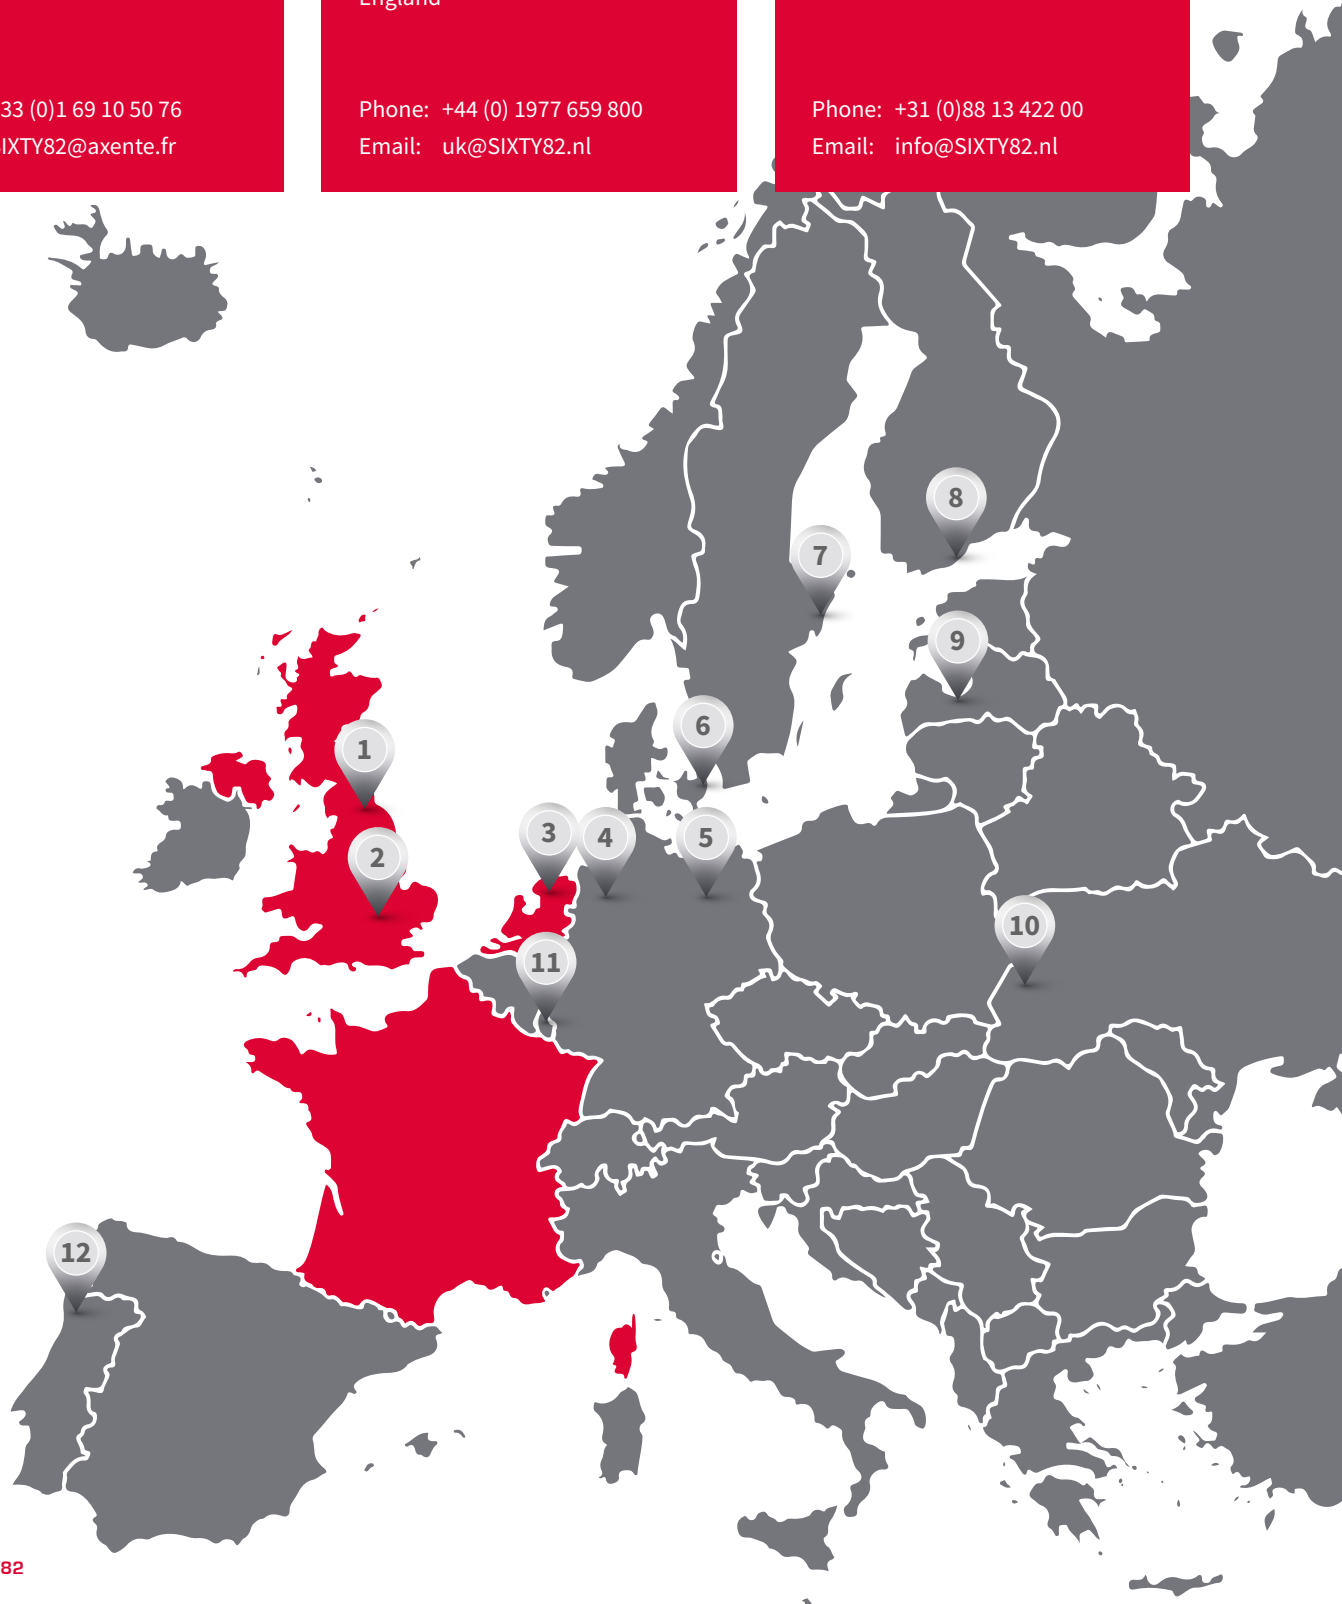 England
33 (0)1 69 10 50 76
IXTY82@axente.fr
Phone: +44 (0) 1977 659 800
Email: uk@SIXTY82.nl
Phone: +31 (0)88 13 422 00
Email: info@SIXTY82.nl
8
7
9
6
1
3
4
5
2
10
11
12
82